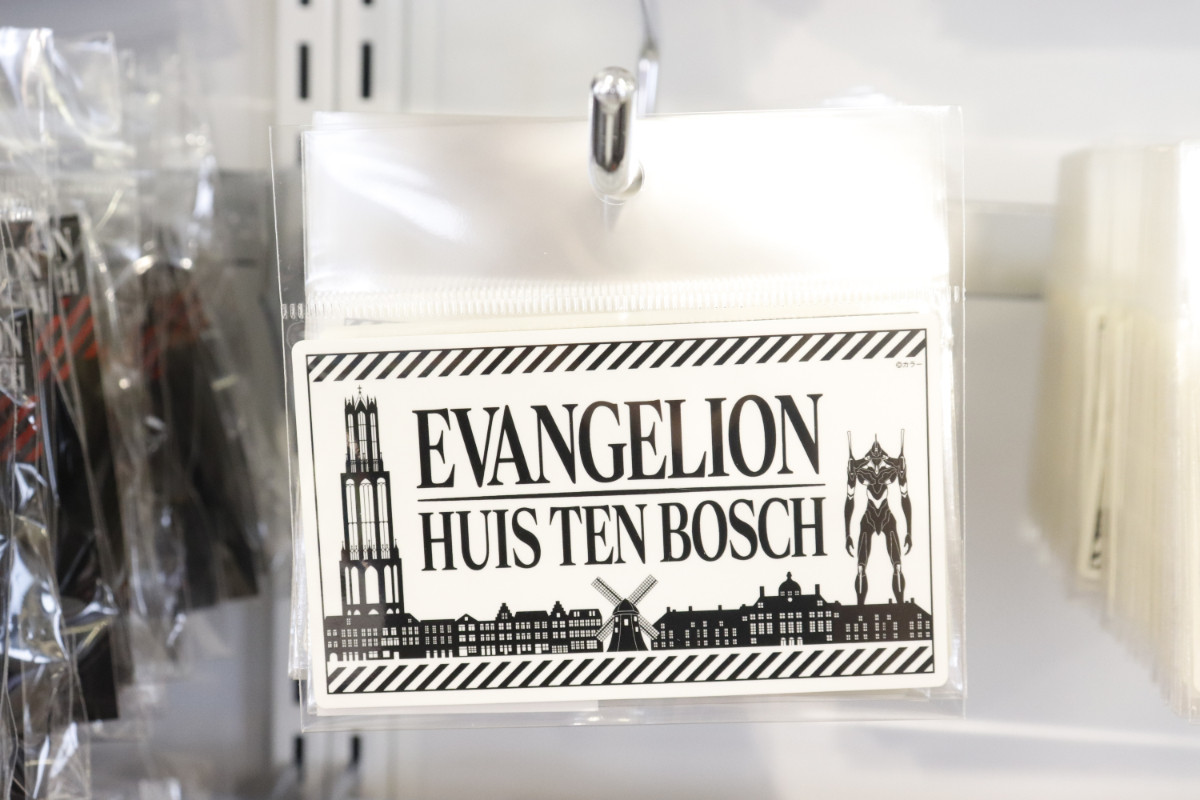 ©カラー
EVANGELION
HUIS TEN BOSCH